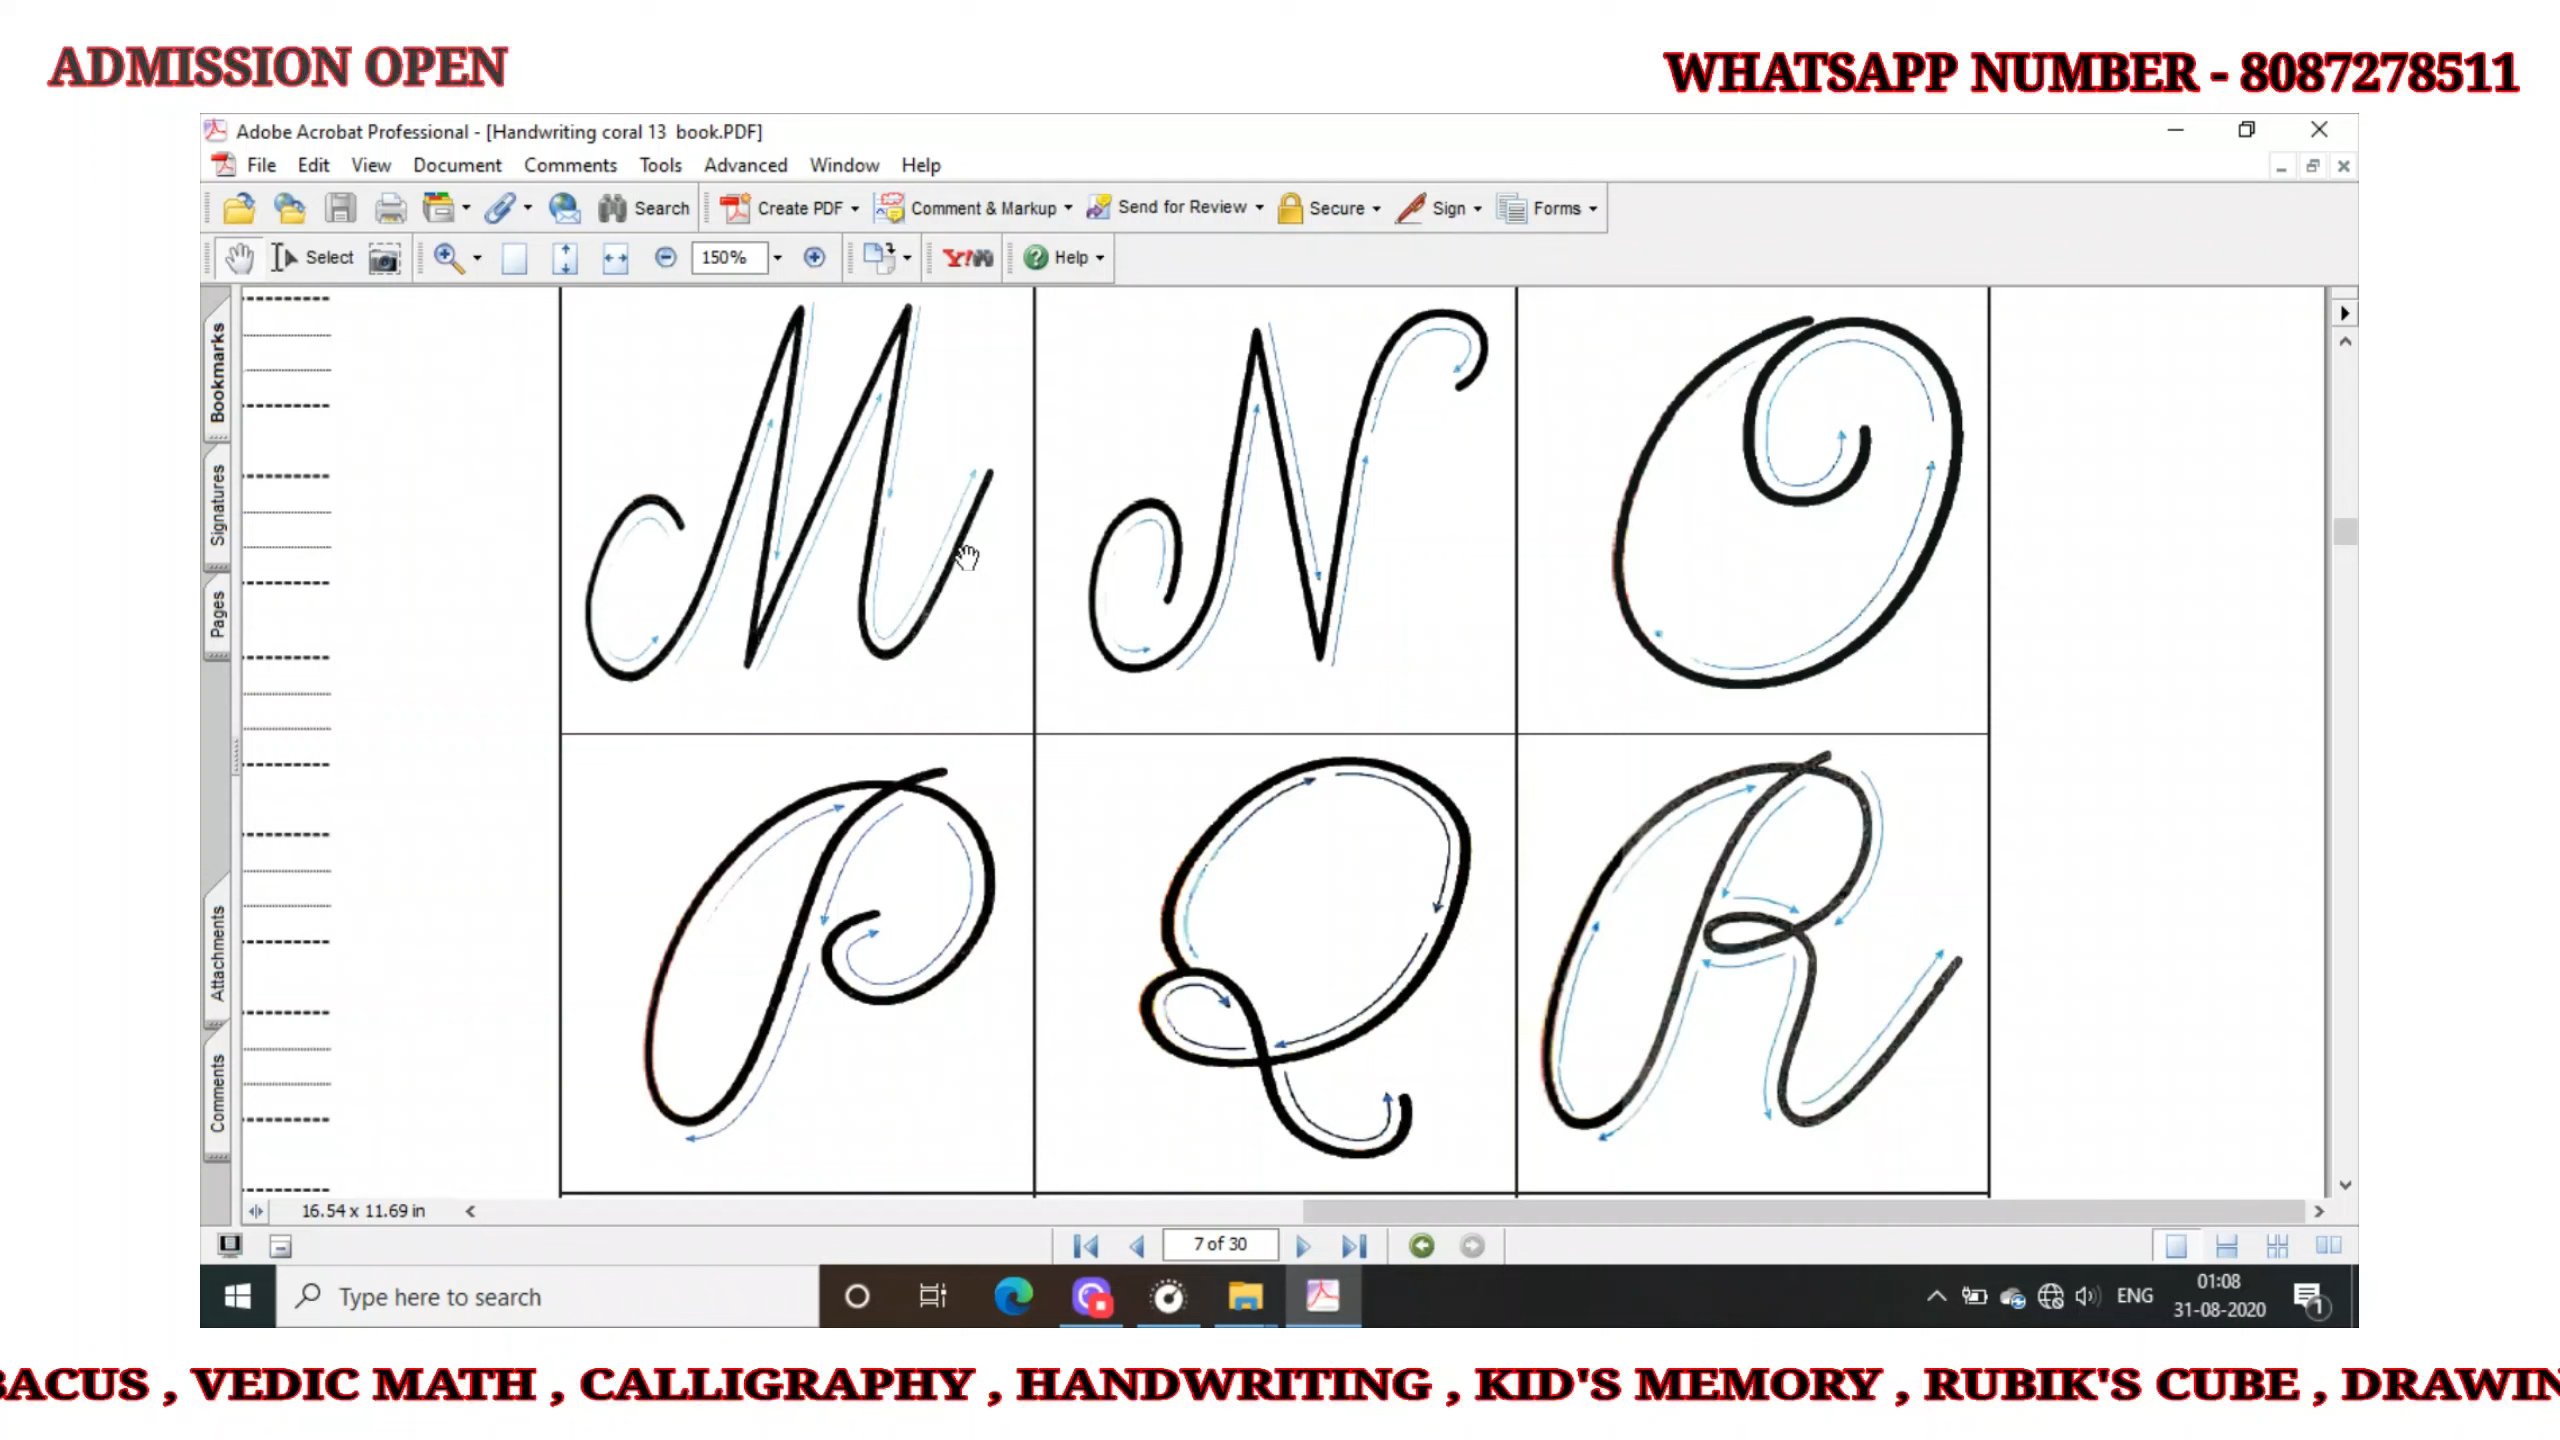 ADMISSION OPEN
WHATSAPP NUMBER - 8087278511
Adobe Acrobat Professional - [Handwriting coral 13 book.PDF]
File Edit View Document Comments Tools Advanced Window Help
Search Create PDF Comment & Markup Send for Review Secure Sign Forms
Select 150% Y! Help
Bookmarks
Signatures
Pages
Attachments
Comments
M N O
P Q R
16.54 x 11.69 in
7 of 30
Type here to search
ENG
01:08
31-08-2020
1
BACUS , VEDIC MATH , CALLIGRAPHY , HANDWRITING , KID'S MEMORY , RUBIK'S CUBE , DRAWIN